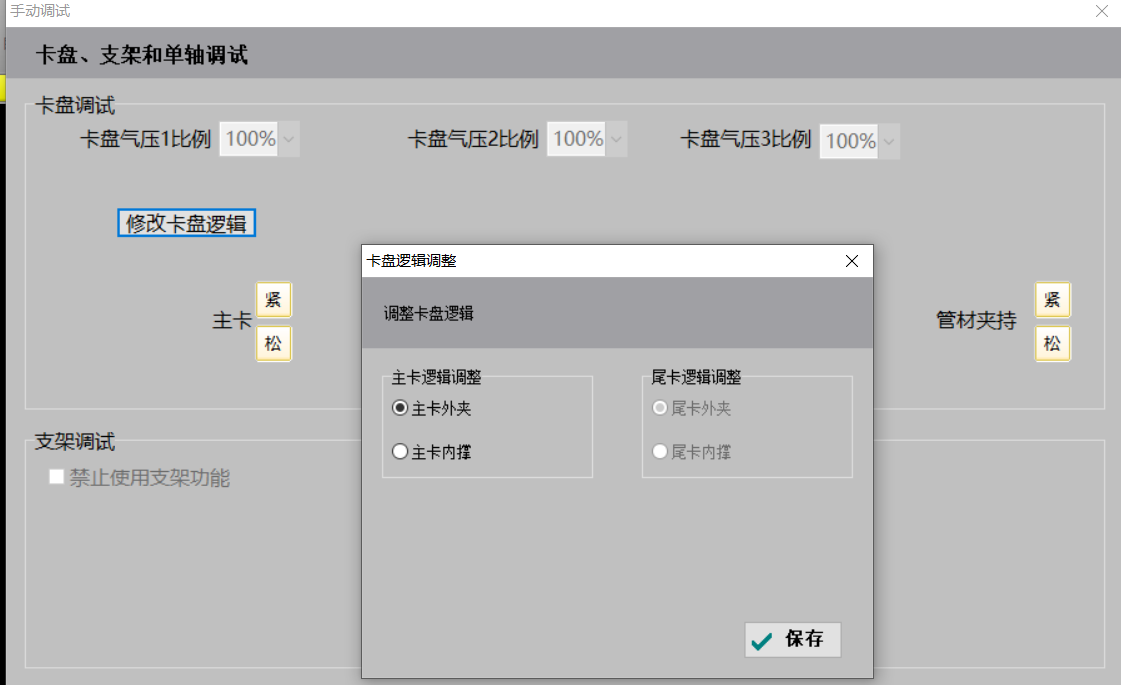 手动调试
卡盘、支架和单轴调试
卡盘调试
卡盘气压1比例 100% 卡盘气压2比例 100% 卡盘气压3比例 100%
修改卡盘逻辑
卡盘逻辑调整
调整卡盘逻辑
主卡 紧 松
管材夹持 紧 松
主卡逻辑调整
主卡外夹
主卡内撑
尾卡逻辑调整
尾卡外夹
尾卡内撑
支架调试
禁止使用支架功能
保存